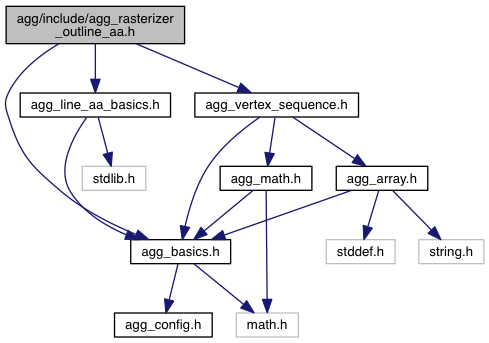 agg/include/agg_rasterizer
_outline_aa.h
agg_line_aa_basics.h
agg_vertex_sequence.h
stdlib.h
agg_math.h
agg_array.h
agg_basics.h
stddef.h
string.h
agg_config.h
math.h